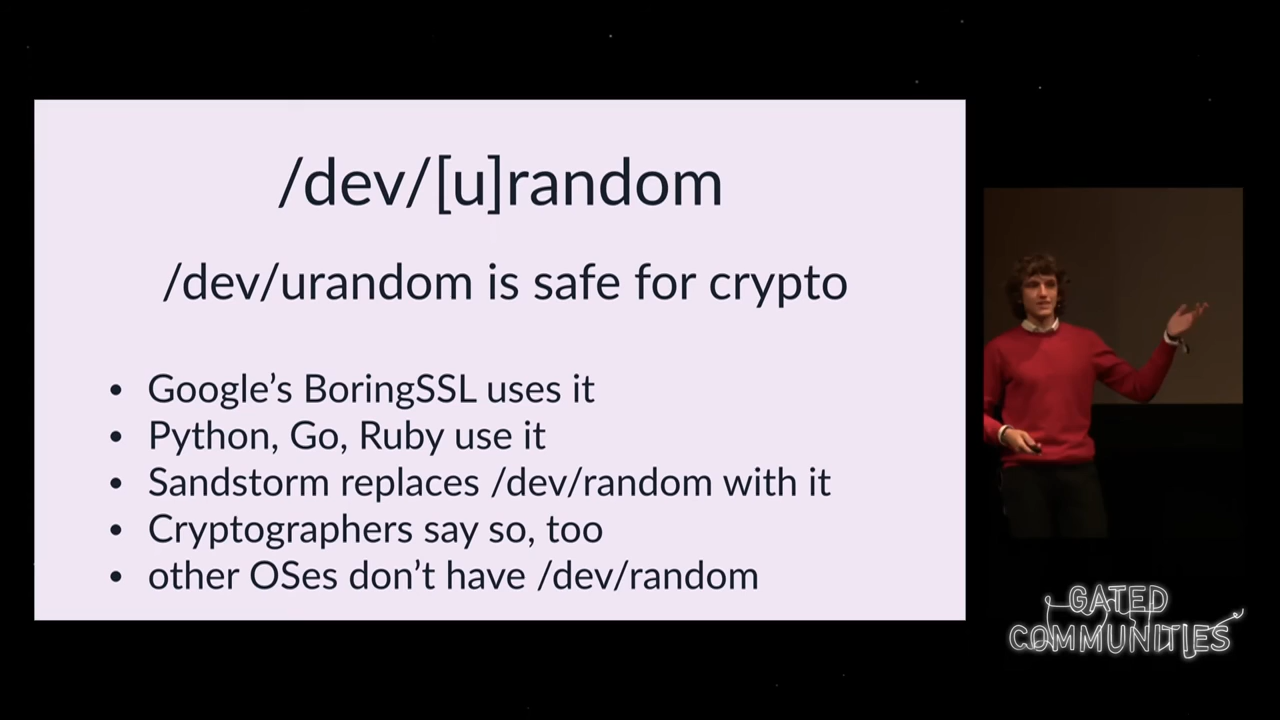 /dev/[u]random
/dev/urandom is safe for crypto
• Google’s BoringSSL uses it
• Python, Go, Ruby use it
• Sandstorm replaces /dev/random with it
• Cryptographers say so, too
• other OSes don’t have /dev/random
GATED
COMMUNITIES